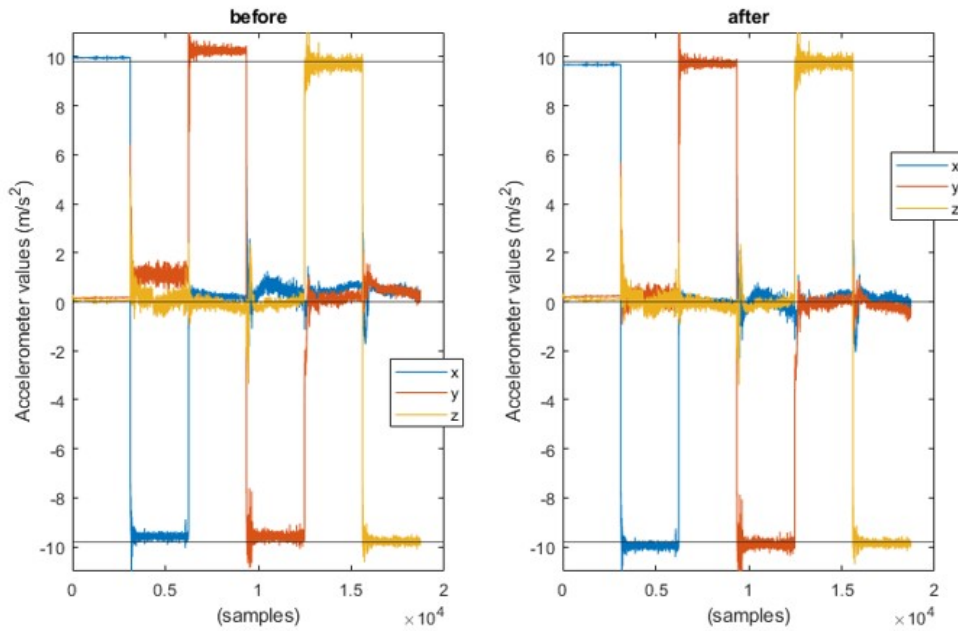 before
10
8
6
4
2
0
-2
-4
-6
-8
-10
Accelerometer values (m/s²)
x
y
z
0
0.5
1
1.5
2
(samples)
×10⁴
after
10
8
6
4
2
0
-2
-4
-6
-8
-10
Accelerometer values (m/s²)
x
y
z
0
0.5
1
1.5
2
(samples)
×10⁴